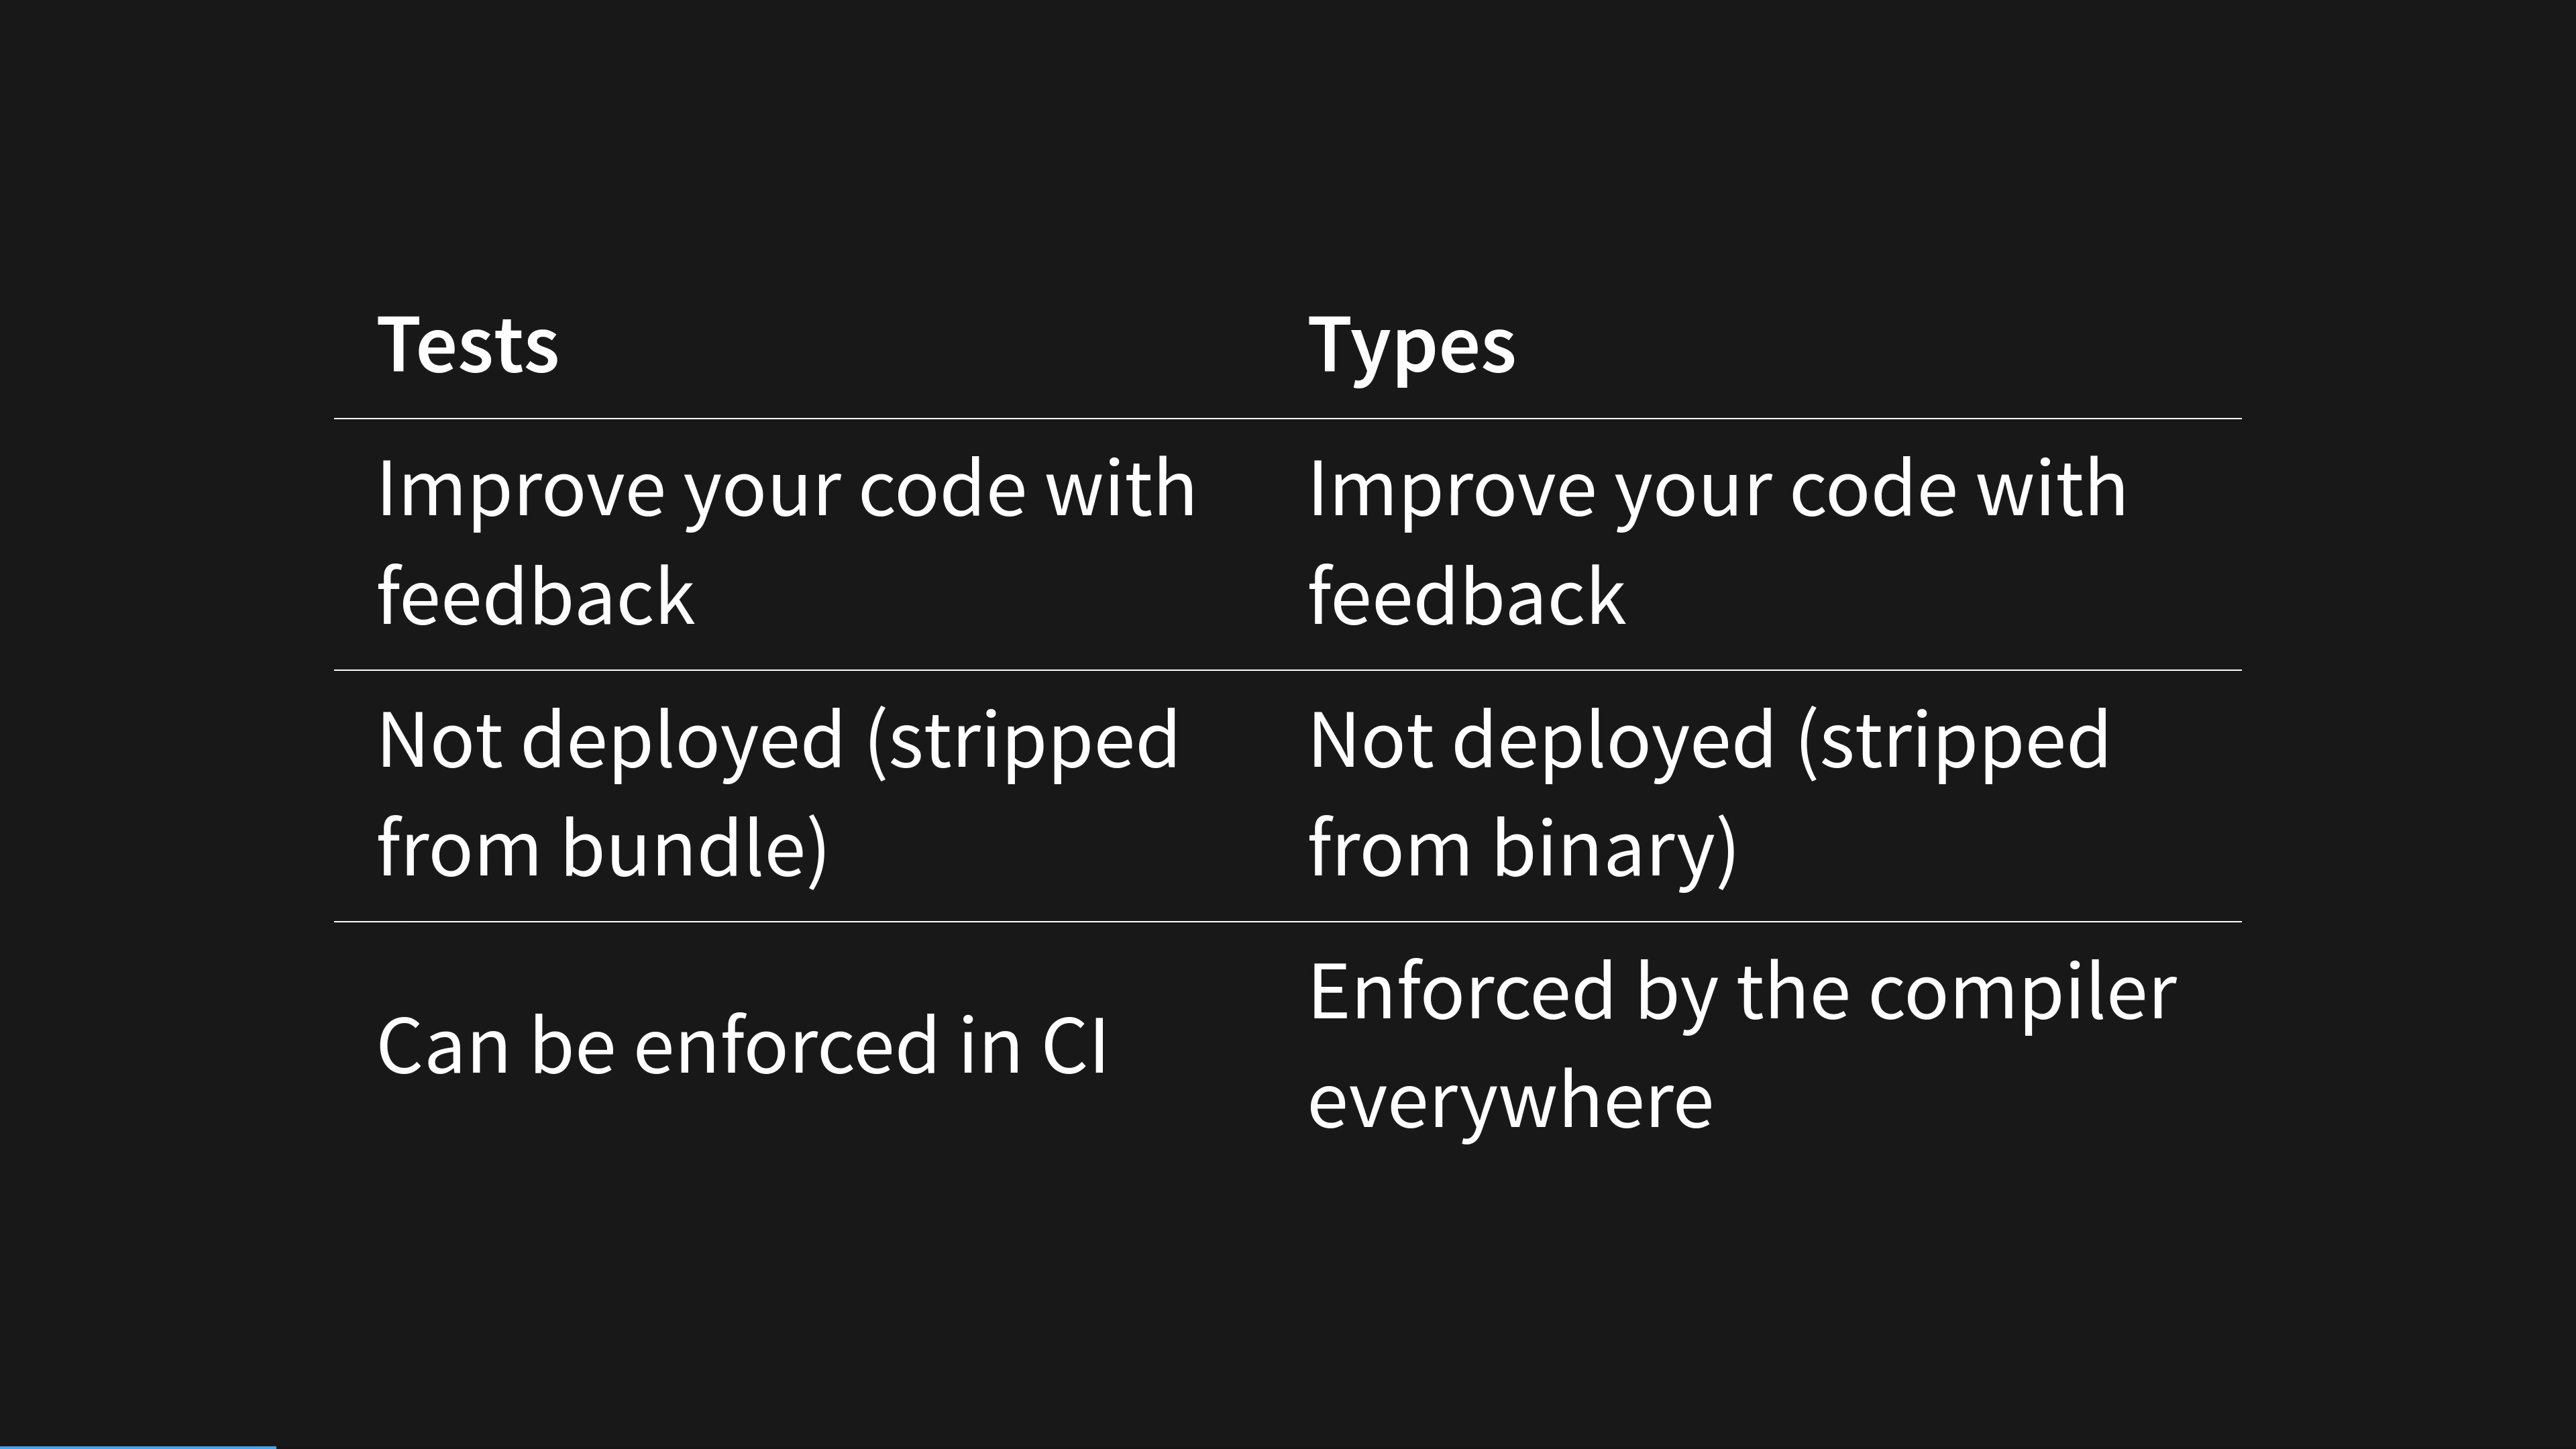 Tests
Types
Improve your code with
feedback
Improve your code with
feedback
Not deployed (stripped
from bundle)
Not deployed (stripped
from binary)
Can be enforced in CI
Enforced by the compiler
everywhere